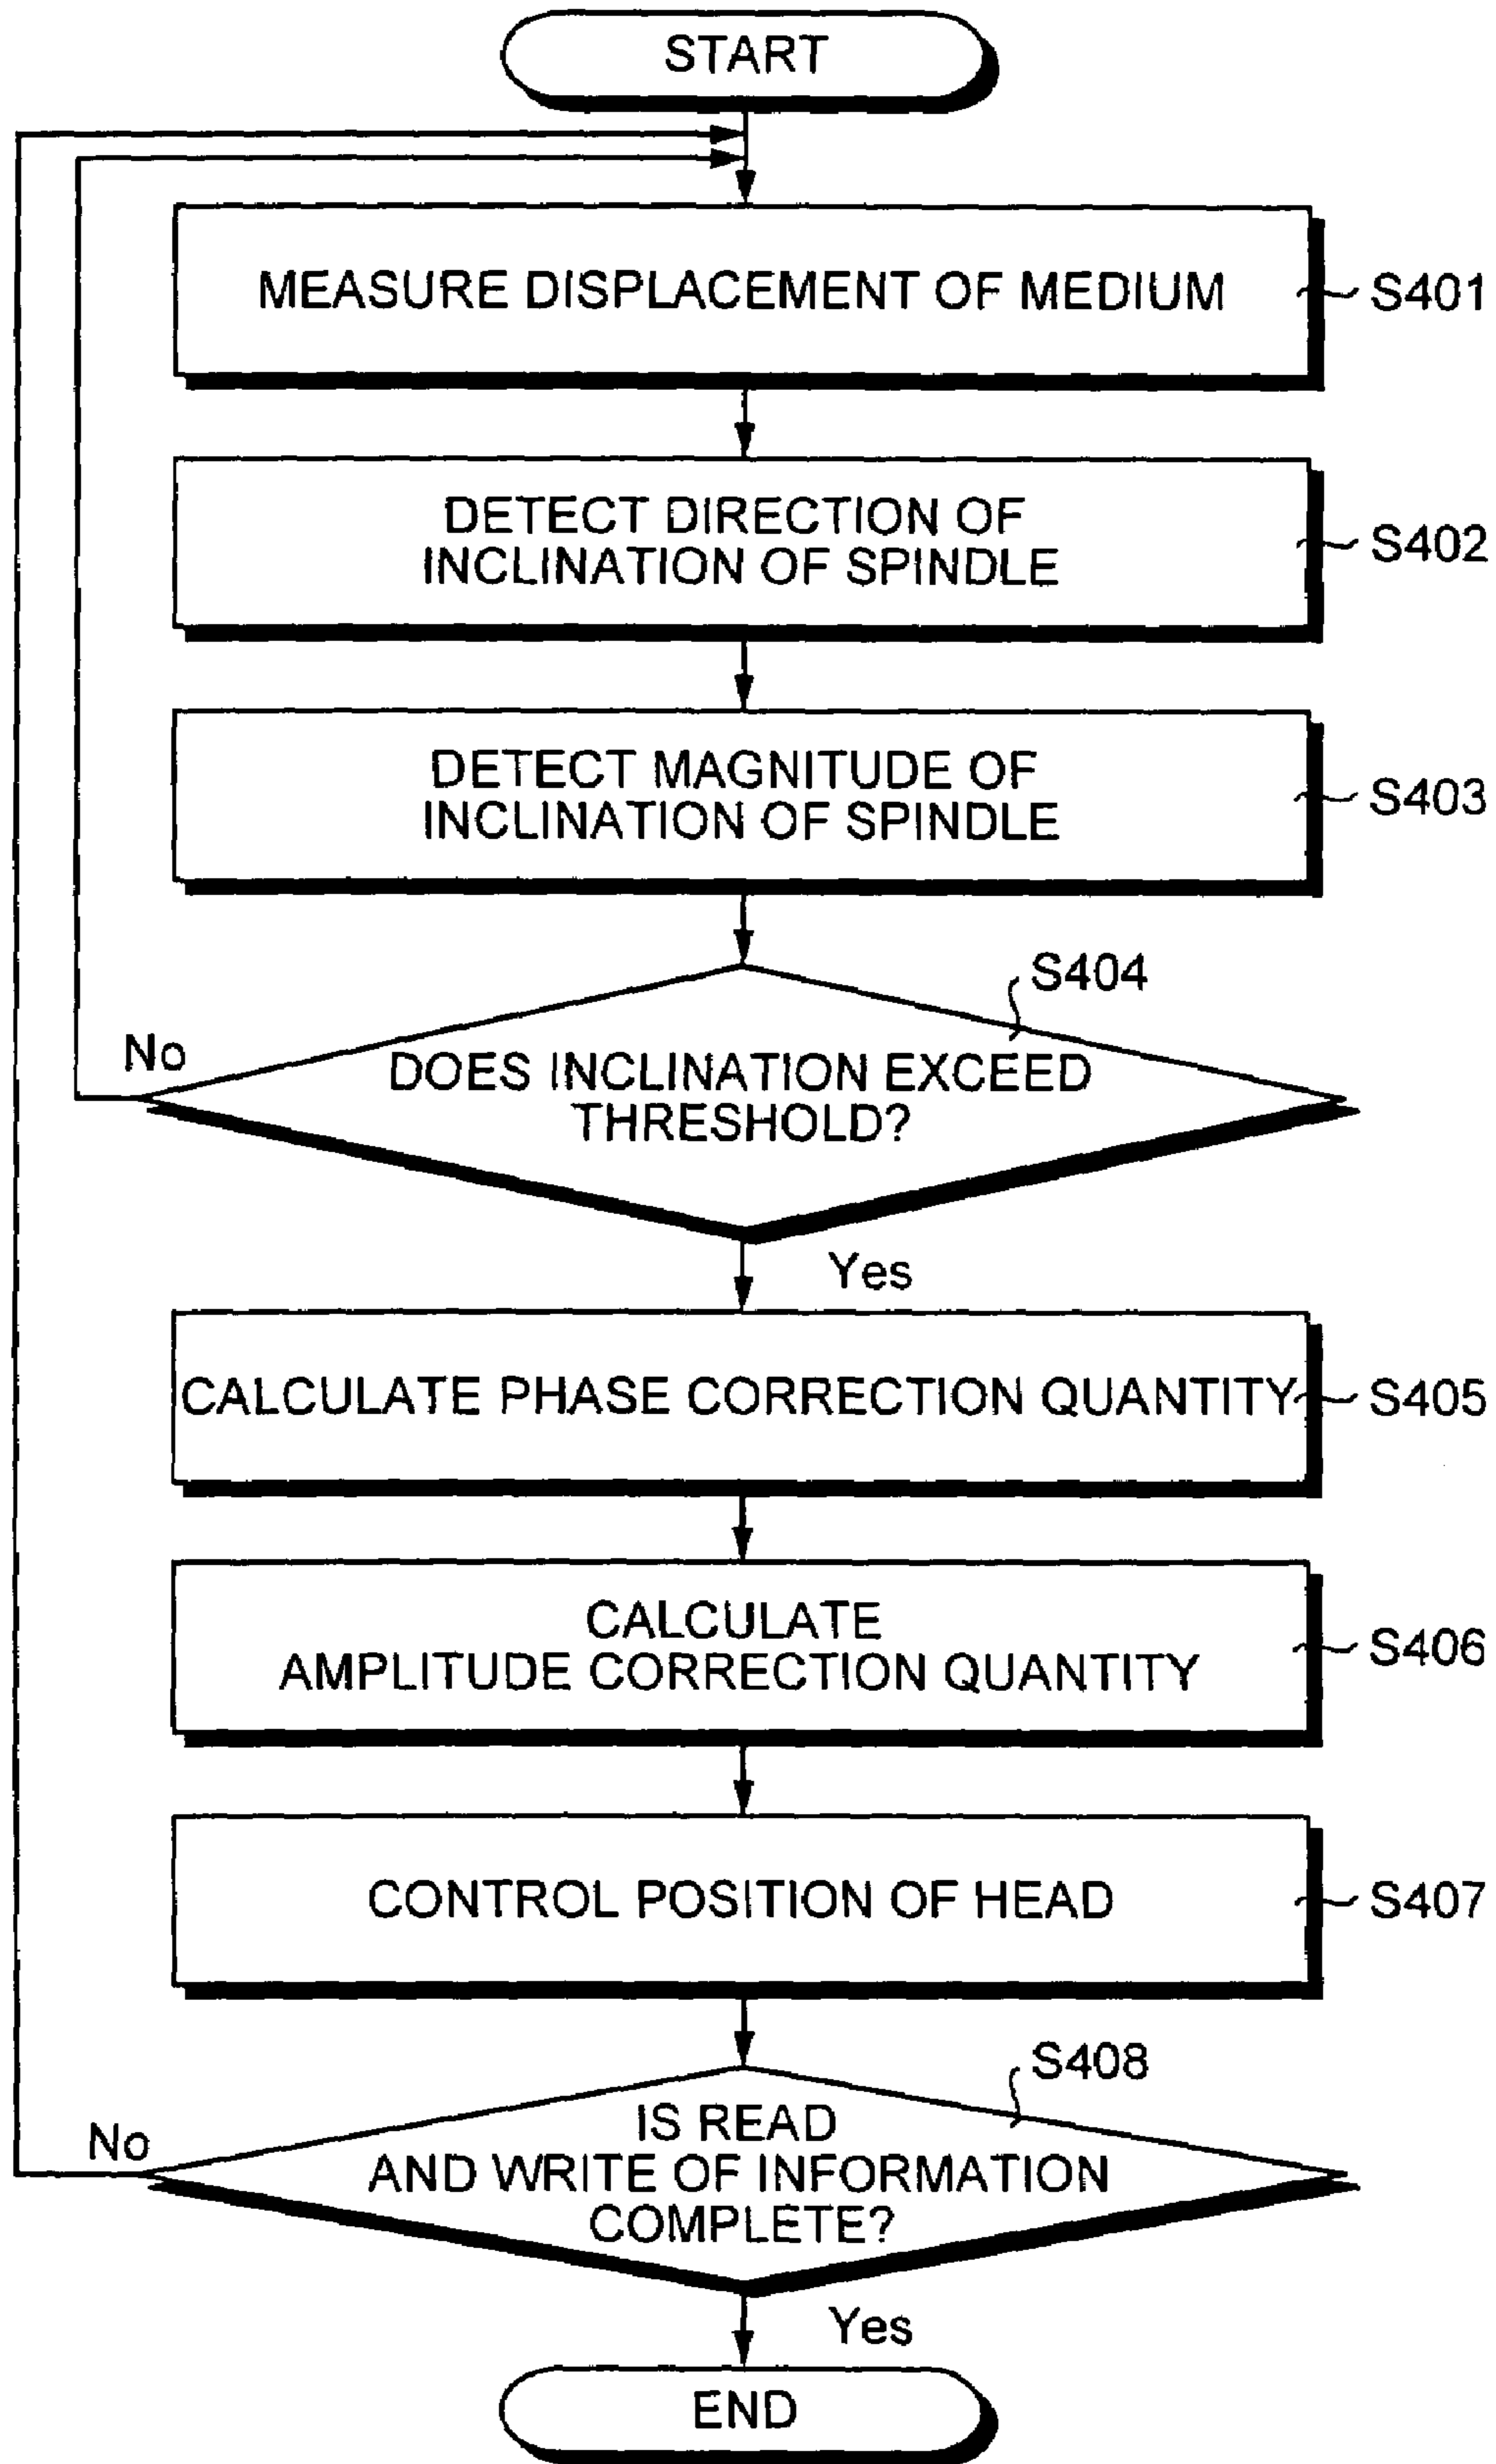 START
MEASURE DISPLACEMENT OF MEDIUM
S401
DETECT DIRECTION OF
INCLINATION OF SPINDLE
S402
DETECT MAGNITUDE OF
INCLINATION OF SPINDLE
S403
S404
No
DOES INCLINATION EXCEED
THRESHOLD?
Yes
CALCULATE PHASE CORRECTION QUANTITY
S405
CALCULATE
AMPLITUDE CORRECTION QUANTITY
S406
CONTROL POSITION OF HEAD
S407
S408
No
IS READ
AND WRITE OF INFORMATION
COMPLETE?
Yes
END